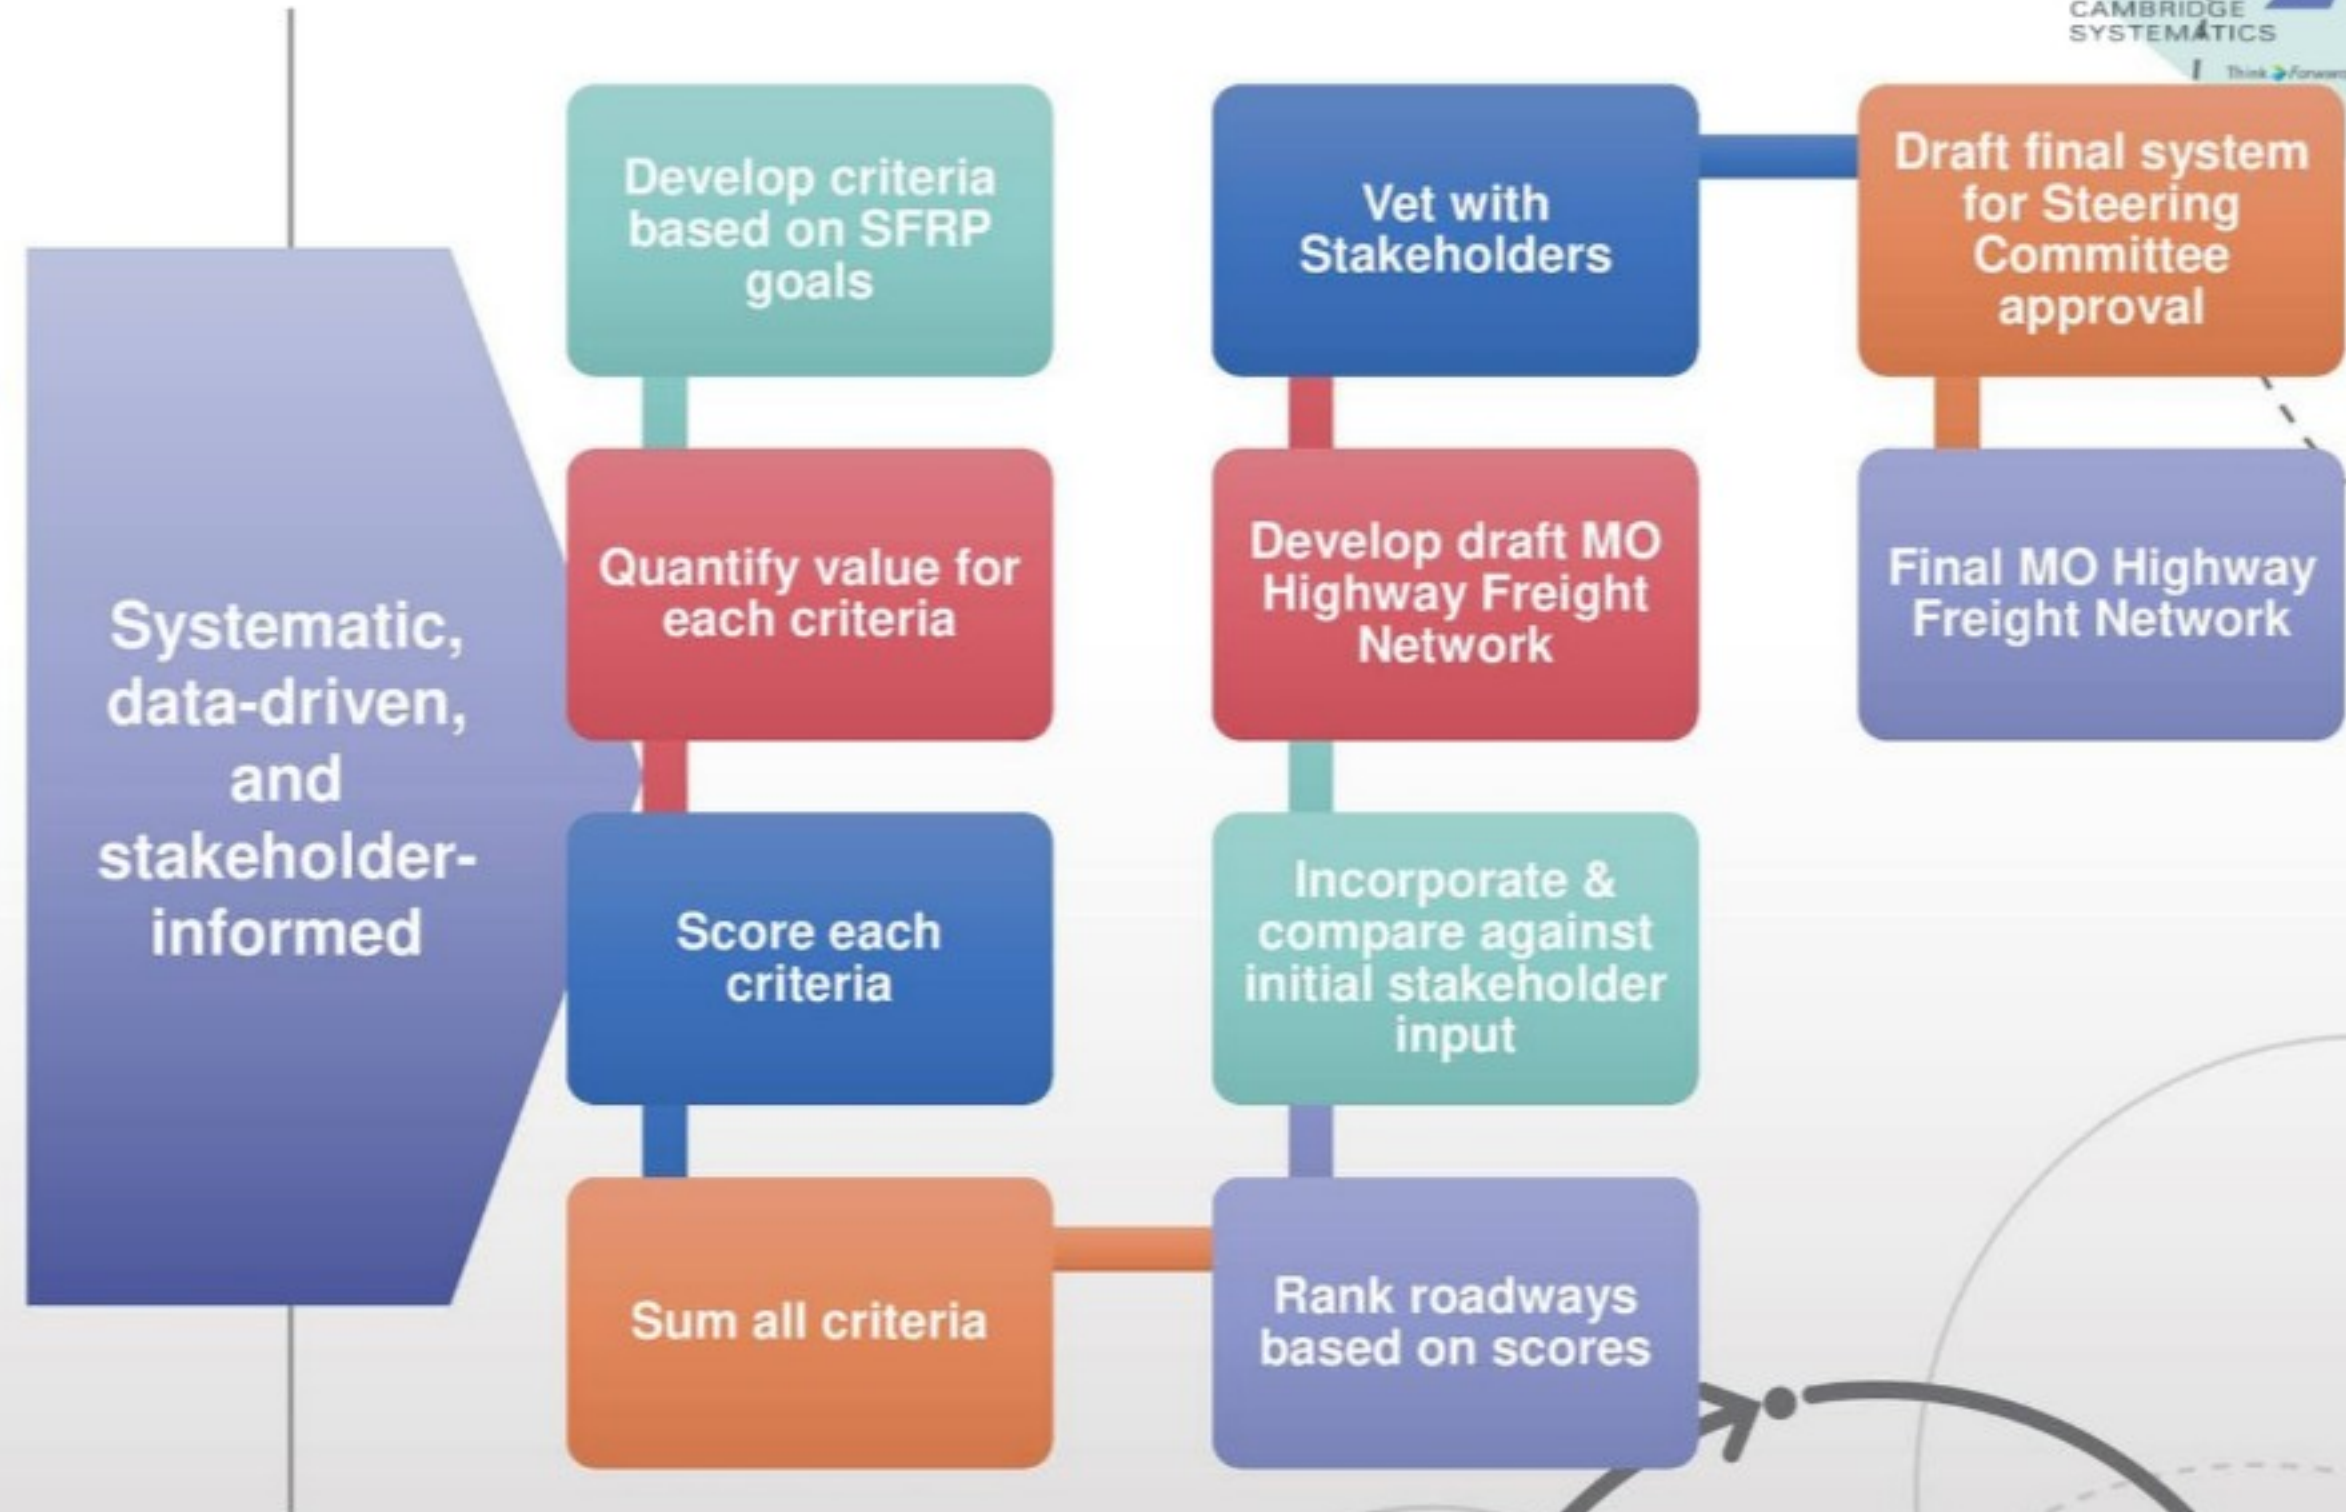 CAMBRIDGE
SYSTEMATICS
Think Forward
Systematic,
data-driven,
and
stakeholder-
informed
Develop criteria
based on SFRP
goals
Quantify value for
each criteria
Score each
criteria
Sum all criteria
Rank roadways
based on scores
Incorporate &
compare against
initial stakeholder
input
Develop draft MO
Highway Freight
Network
Vet with
Stakeholders
Draft final system
for Steering
Committee
approval
Final MO Highway
Freight Network